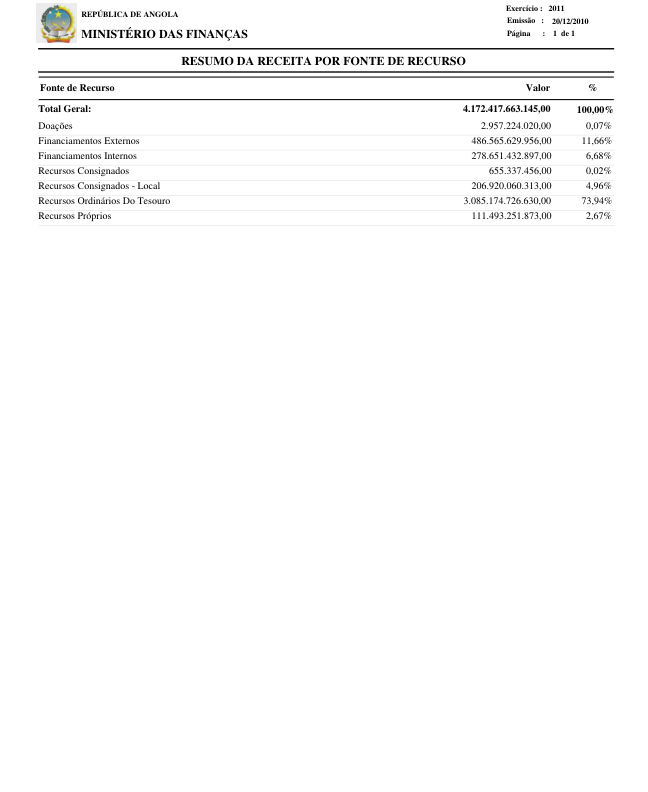 REPÚBLICA DE ANGOLA
MINISTÉRIO DAS FINANÇAS
Exercício : 2011
Emissão : 20/12/2010
Página : 1 de 1
RESUMO DA RECEITA POR FONTE DE RECURSO
Fonte de Recurso Valor %
Total Geral: 4.172.417.663.145,00 100,00%
Doações 2.957.224.020,00 0,07%
Financiamentos Externos 486.565.629.956,00 11,66%
Financiamentos Internos 278.651.432.897,00 6,68%
Recursos Consignados 655.337.456,00 0,02%
Recursos Consignados - Local 206.920.060.313,00 4,96%
Recursos Ordinários Do Tesouro 3.085.174.726.630,00 73,94%
Recursos Próprios 111.493.251.873,00 2,67%